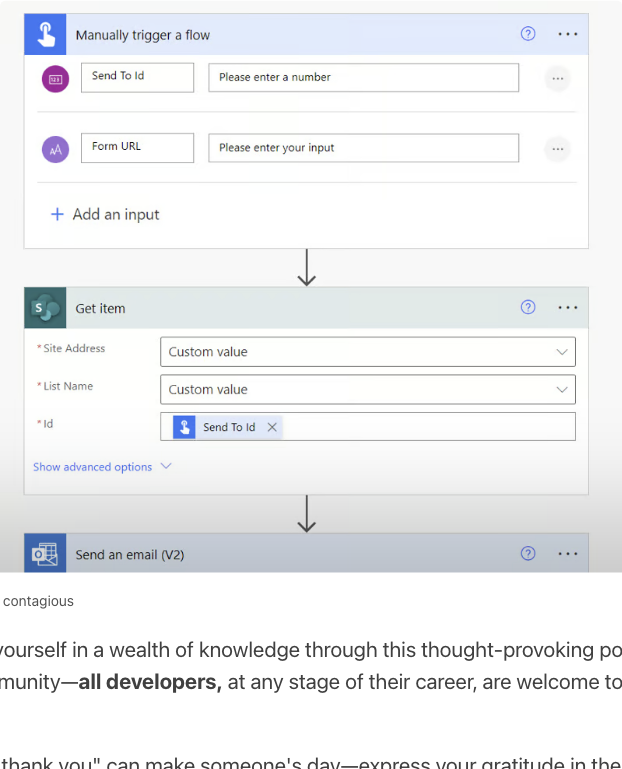 Manually trigger a flow
Send To Id Please enter a number
Form URL Please enter your input
+ Add an input
S Get item
* Site Address Custom value
* List Name Custom value
* Id Send To Id ×
Show advanced options
Send an email (V2)
contagious
yourself in a wealth of knowledge through this thought-provoking po
munity—all developers, at any stage of their career, are welcome to
thank you" can make someone's day—express your gratitude in the